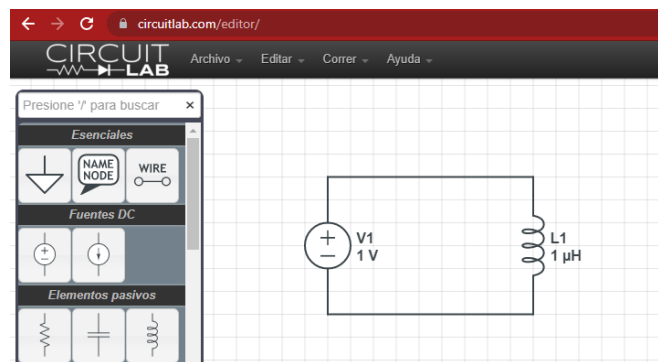 circuitlab.com/editor/
CIRCUIT
LAB
Archivo Editar Correr Ayuda
Presione '/' para buscar ×
Esenciales
NAME
NODE
WIRE
Fuentes DC
Elementos pasivos
V1
1 V
L1
1 µH